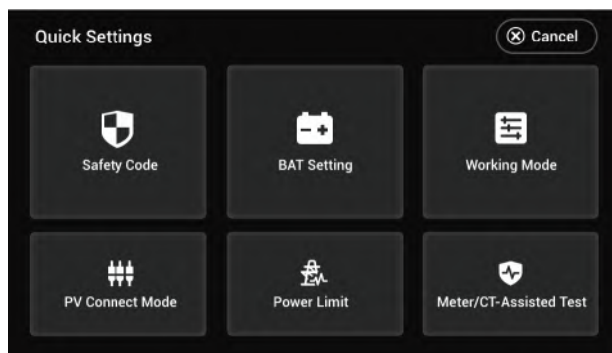 Quick Settings
Cancel
Safety Code
BAT Setting
Working Mode
PV Connect Mode
Power Limit
Meter/CT-Assisted Test